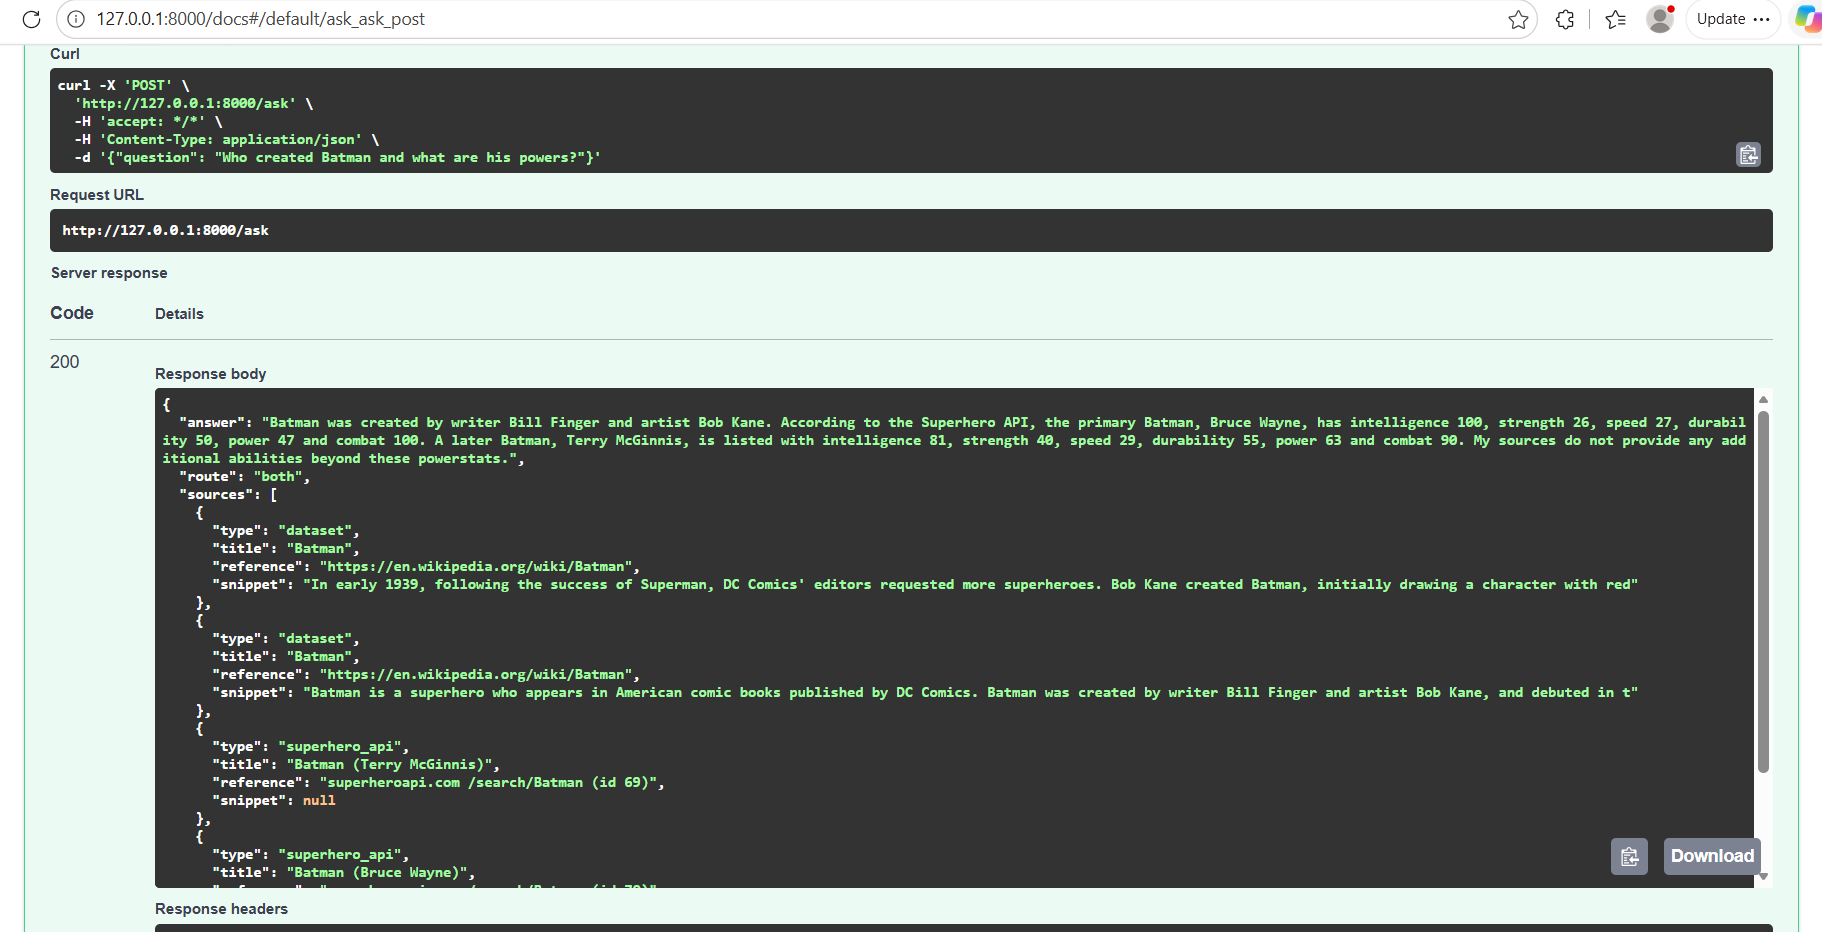 127.0.0.1:8000/docs#/default/ask_ask_post
Update
Curl
curl -X 'POST' \
'http://127.0.0.1:8000/ask' \
-H 'accept: */*' \
-H 'Content-Type: application/json' \
-d '{"question": "Who created Batman and what are his powers?"}'
Request URL
http://127.0.0.1:8000/ask
Server response
Code Details
200
Response body
{
"answer": "Batman was created by writer Bill Finger and artist Bob Kane. According to the Superhero API, the primary Batman, Bruce Wayne, has intelligence 100, strength 26, speed 27, durabil
ity 50, power 47 and combat 100. A later Batman, Terry McGinnis, is listed with intelligence 81, strength 40, speed 29, durability 55, power 63 and combat 90. My sources do not provide any add
itional abilities beyond these powerstats.",
"route": "both",
"sources": [
{
"type": "dataset",
"title": "Batman",
"reference": "https://en.wikipedia.org/wiki/Batman",
"snippet": "In early 1939, following the success of Superman, DC Comics' editors requested more superheroes. Bob Kane created Batman, initially drawing a character with red"
},
{
"type": "dataset",
"title": "Batman",
"reference": "https://en.wikipedia.org/wiki/Batman",
"snippet": "Batman is a superhero who appears in American comic books published by DC Comics. Batman was created by writer Bill Finger and artist Bob Kane, and debuted in t"
},
{
"type": "superhero_api",
"title": "Batman (Terry McGinnis)",
"reference": "superheroapi.com /search/Batman (id 69)",
"snippet": null
},
{
"type": "superhero_api",
"title": "Batman (Bruce Wayne)",
Download
Response headers